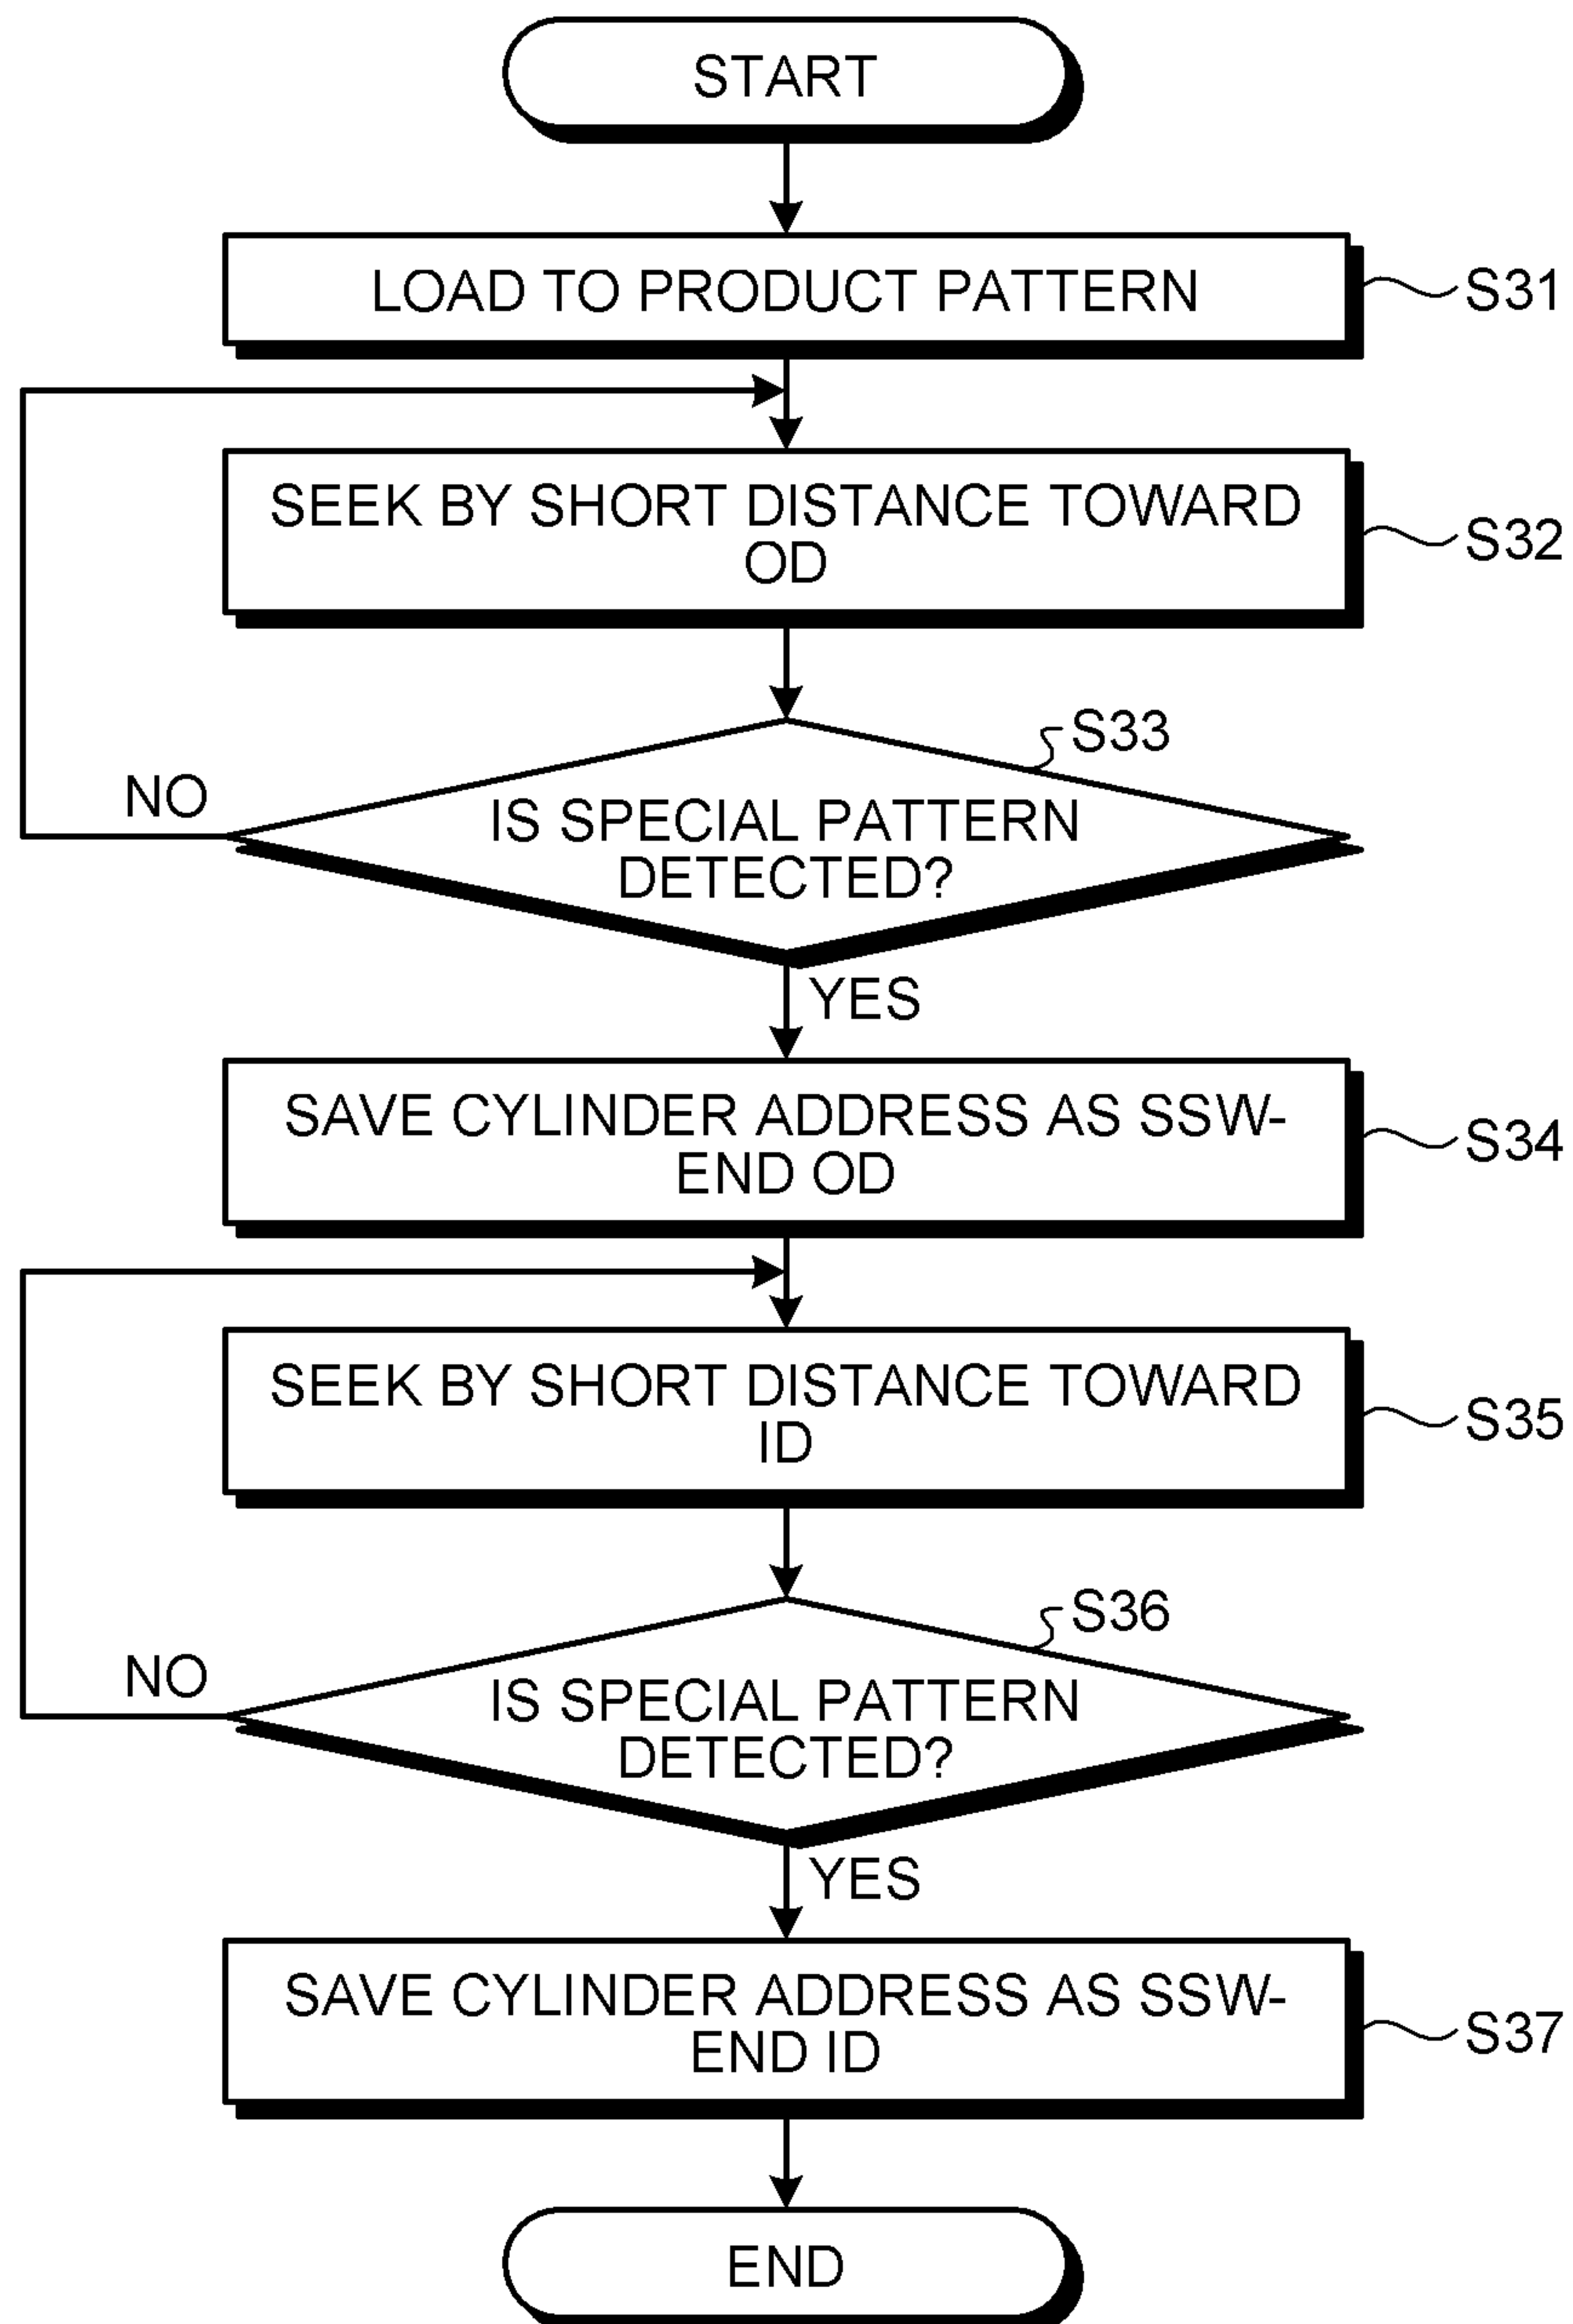 START
LOAD TO PRODUCT PATTERN
S31
SEEK BY SHORT DISTANCE TOWARD
OD
S32
S33
NO
IS SPECIAL PATTERN
DETECTED?
YES
SAVE CYLINDER ADDRESS AS SSW-
END OD
S34
SEEK BY SHORT DISTANCE TOWARD
ID
S35
S36
NO
IS SPECIAL PATTERN
DETECTED?
YES
SAVE CYLINDER ADDRESS AS SSW-
END ID
S37
END